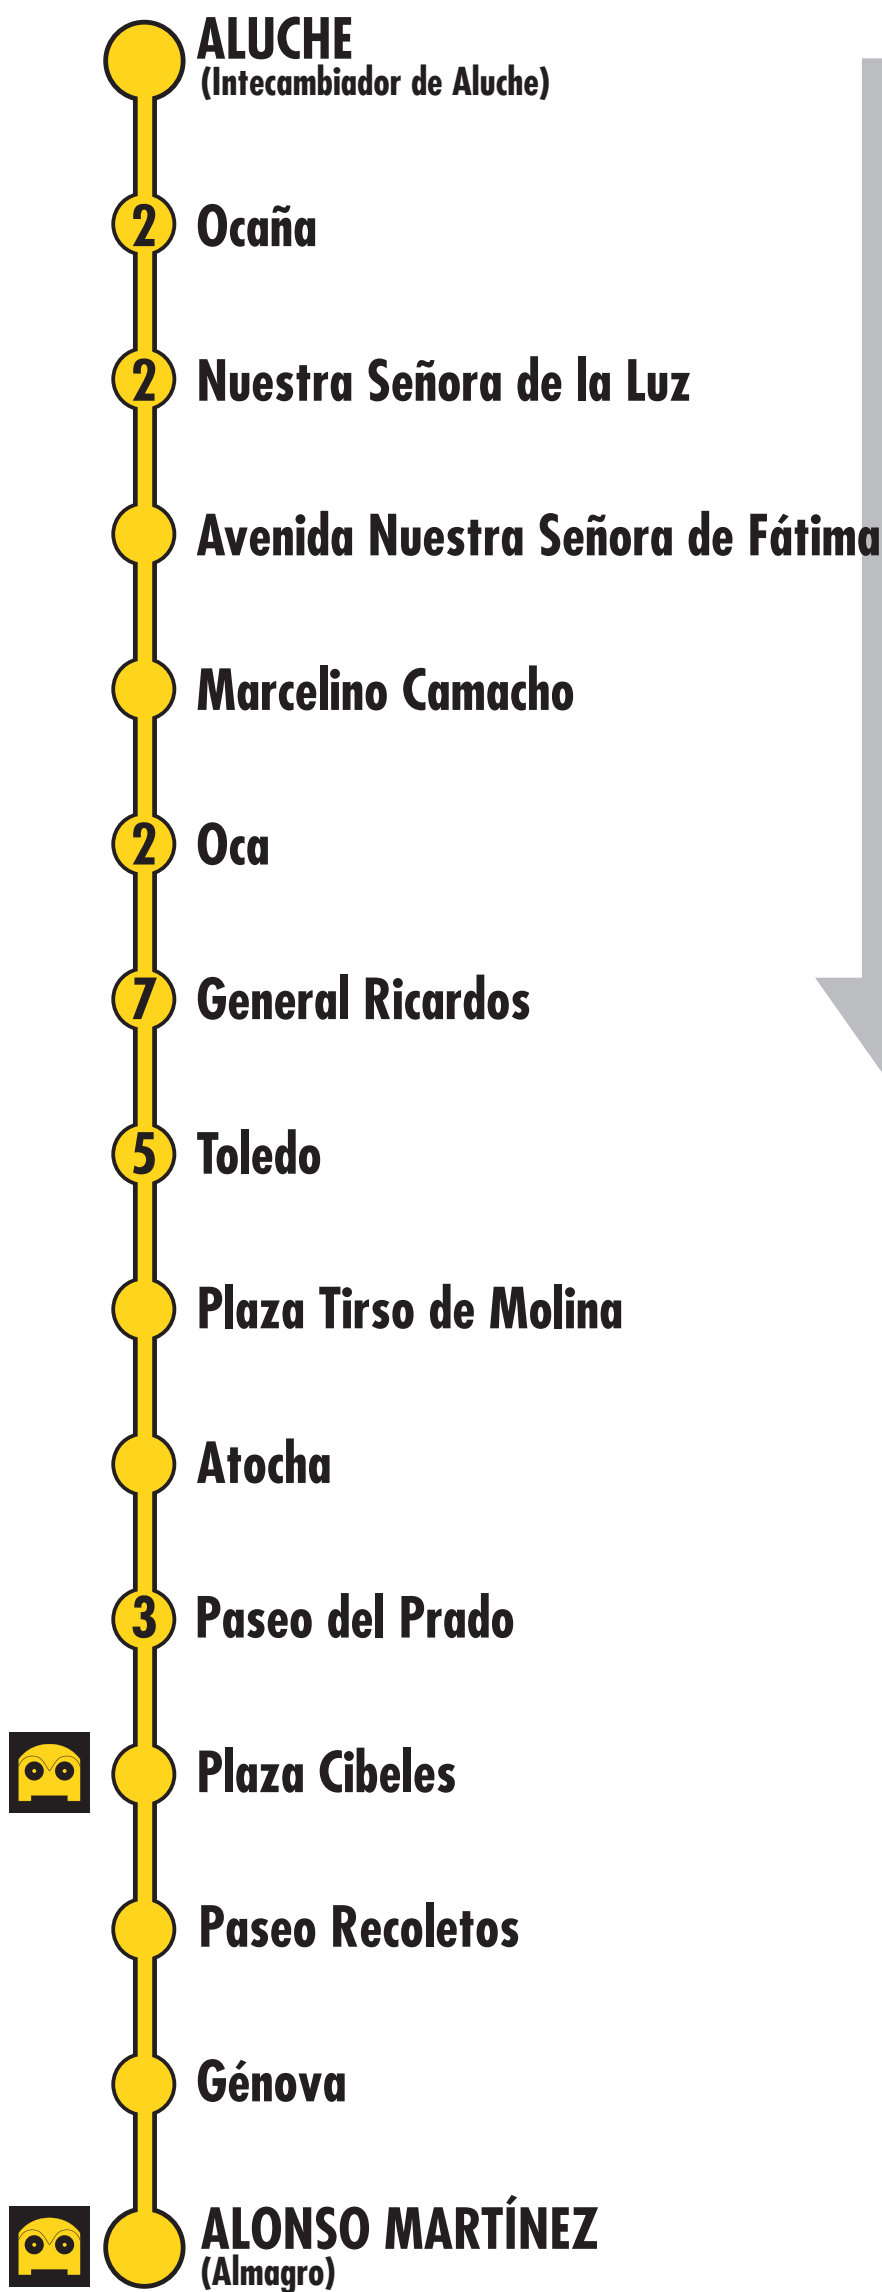 ALUCHE
(Intecambiador de Aluche)
2 Ocaña
2 Nuestra Señora de la Luz
Avenida Nuestra Señora de Fátima
Marcelino Camacho
2 Oca
7 General Ricardos
5 Toledo
Plaza Tirso de Molina
Atocha
3 Paseo del Prado
Plaza Cibeles
Paseo Recoletos
Génova
ALONSO MARTÍNEZ
(Almagro)